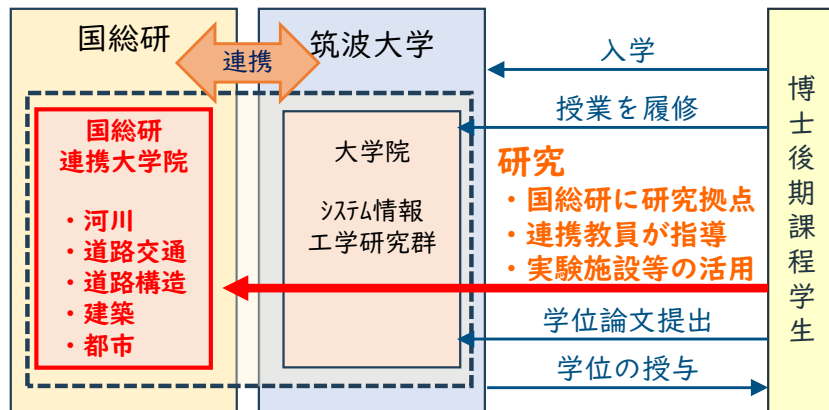 国総研
連携
筑波大学
国総研
連携大学院
・河川
・道路交通
・道路構造
・建築
・都市
大学院
ｼｽﾃﾑ情報
工学研究群
入学
授業を履修
研究
・国総研に研究拠点
・連携教員が指導
・実験施設等の活用
学位論文提出
学位の授与
博士後期課程学生